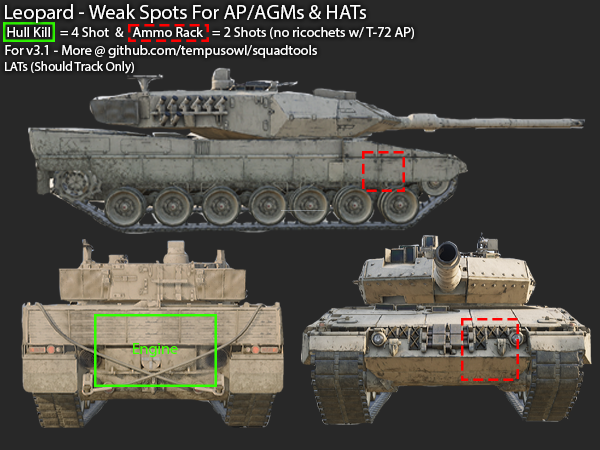 Leopard - Weak Spots For AP/AGMs & HATs
Hull Kill = 4 Shot & Ammo Rack = 2 Shots (no ricochets w/ T-72 AP)
For v3.1 - More @ github.com/tempusowl/squadtools
LATs (Should Track Only)
Engine